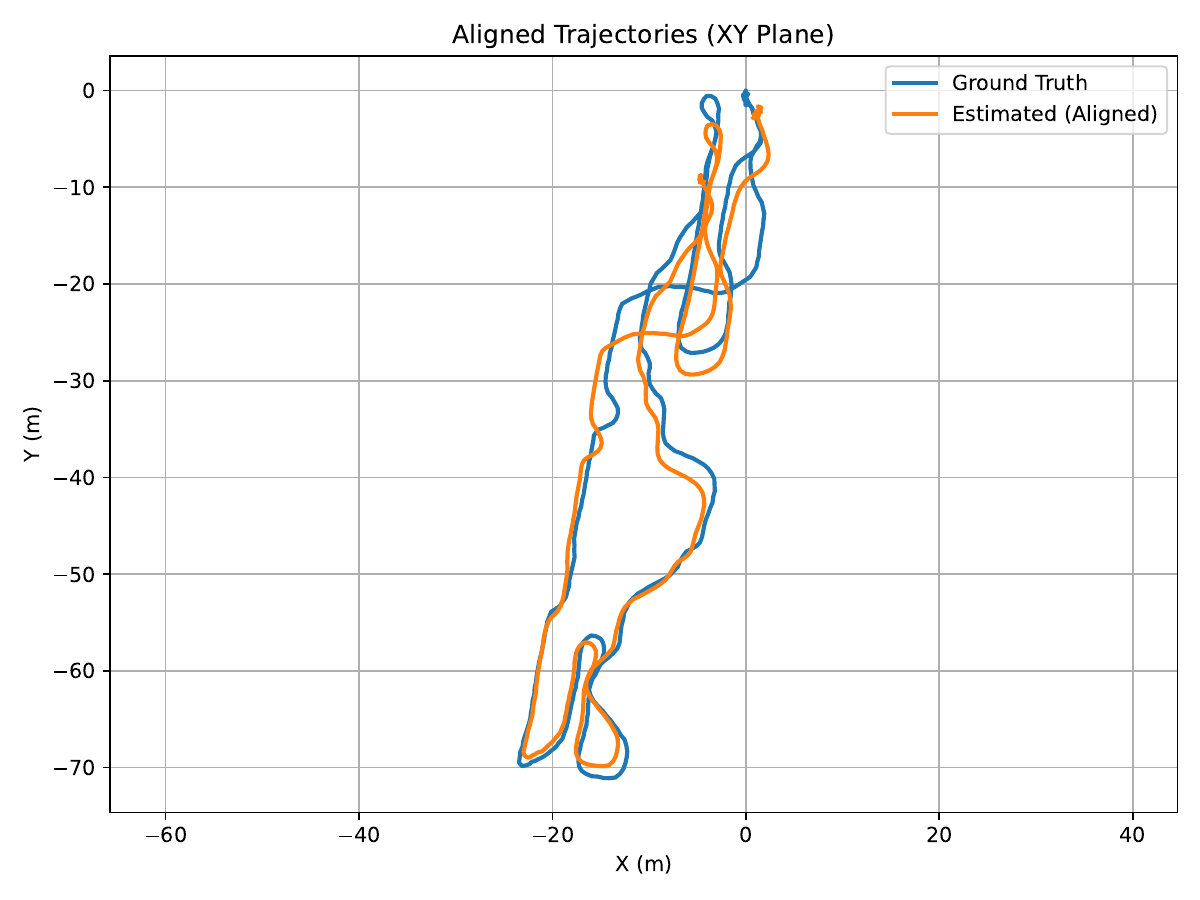 Aligned Trajectories (XY Plane)
Ground Truth
Estimated (Aligned)
Y (m)
0
−10
−20
−30
−40
−50
−60
−70
−60
−40
−20
0
20
40
X (m)